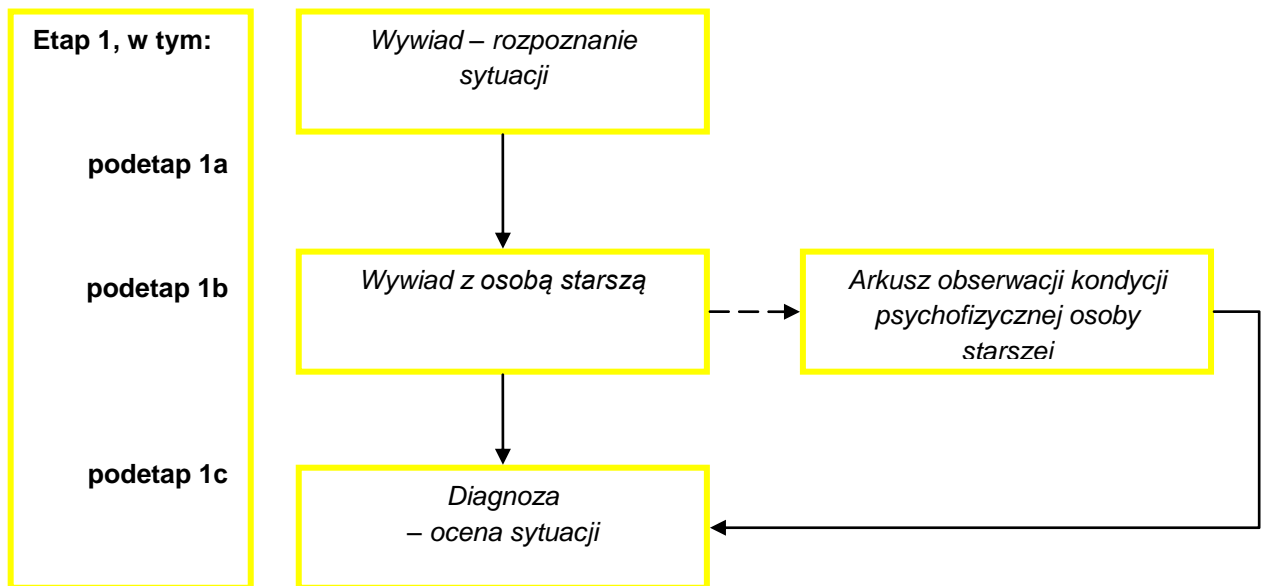 Etap 1, w tym:
Wywiad – rozpoznanie
sytuacji
podetap 1a
podetap 1b
Wywiad z osobą starszą
Arkusz obserwacji kondycji
psychofizycznej osoby
starszej
podetap 1c
Diagnoza
– ocena sytuacji